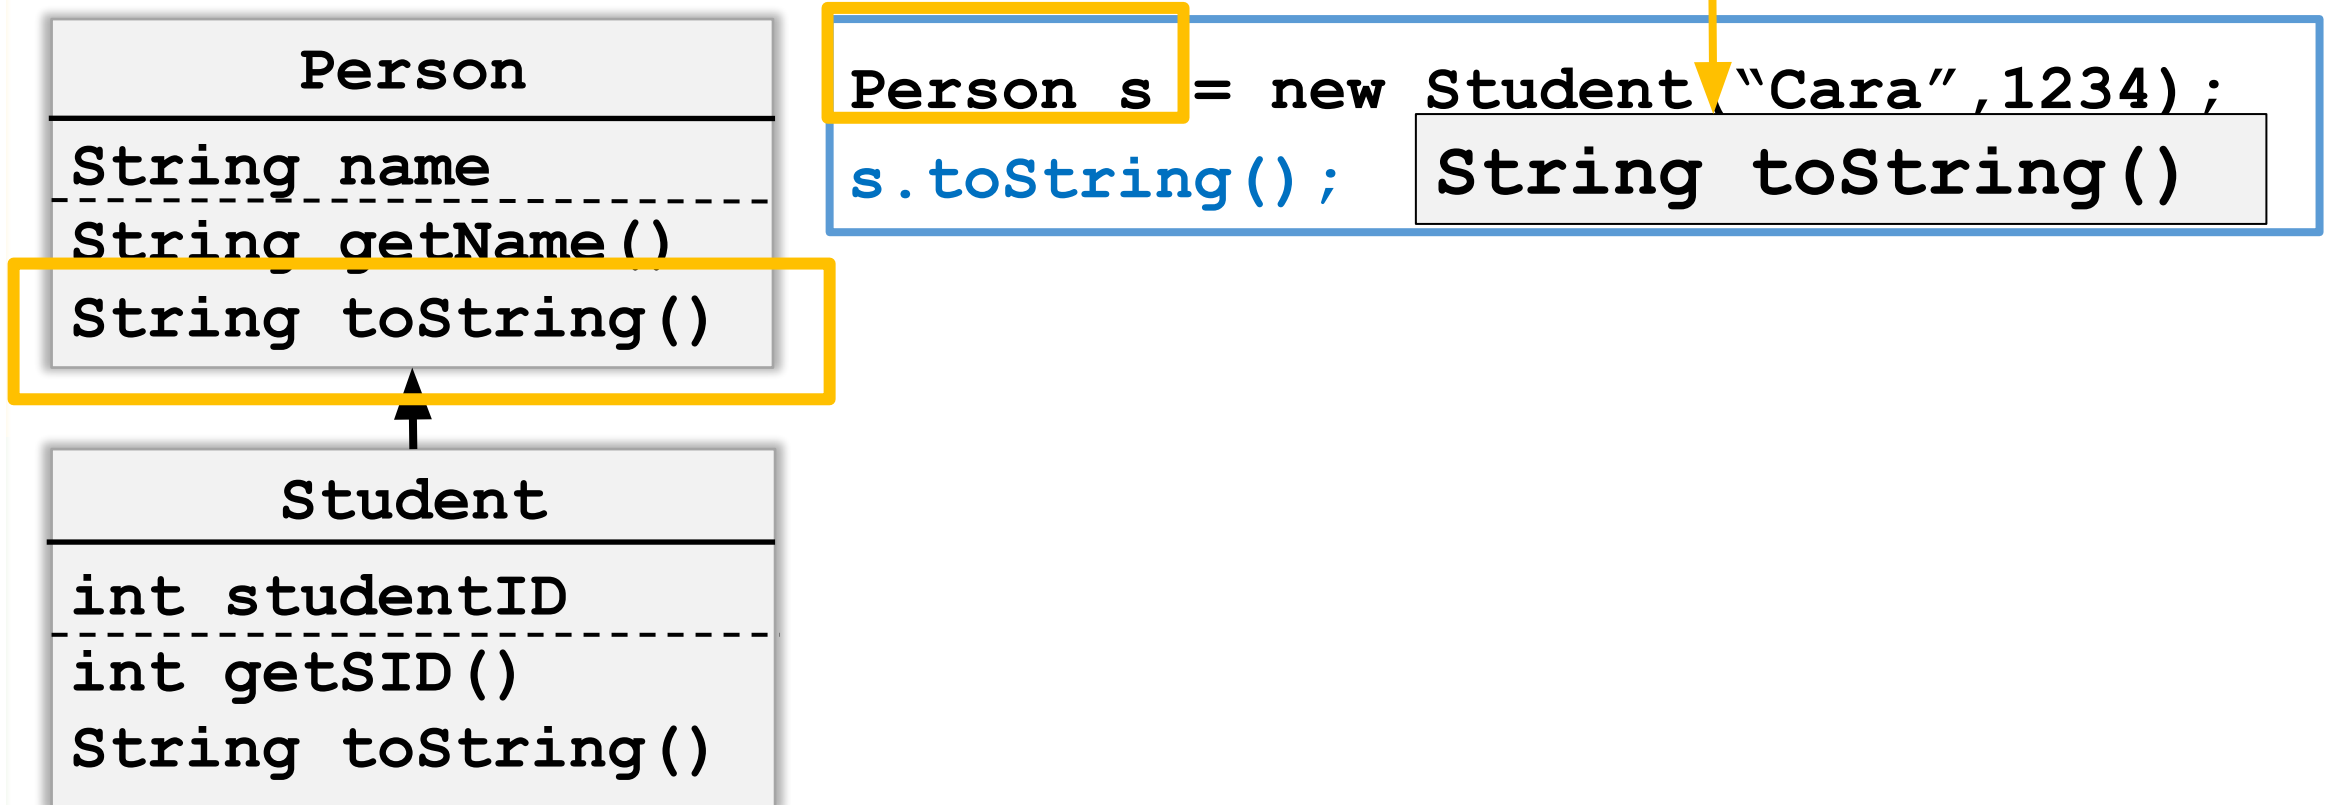 Person
String name
String getName()
String toString()
Student
int studentID
int getSID()
String toString()
Person s = new Student(“Cara”,1234);
s.toString();
String toString()